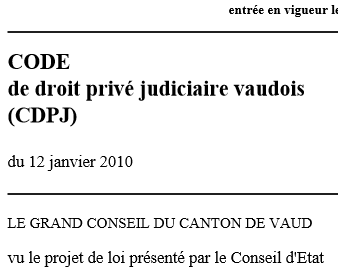 entrée en vigueur le
CODE
de droit privé judiciaire vaudois
(CDPJ)
du 12 janvier 2010
LE GRAND CONSEIL DU CANTON DE VAUD
vu le projet de loi présenté par le Conseil d'Etat